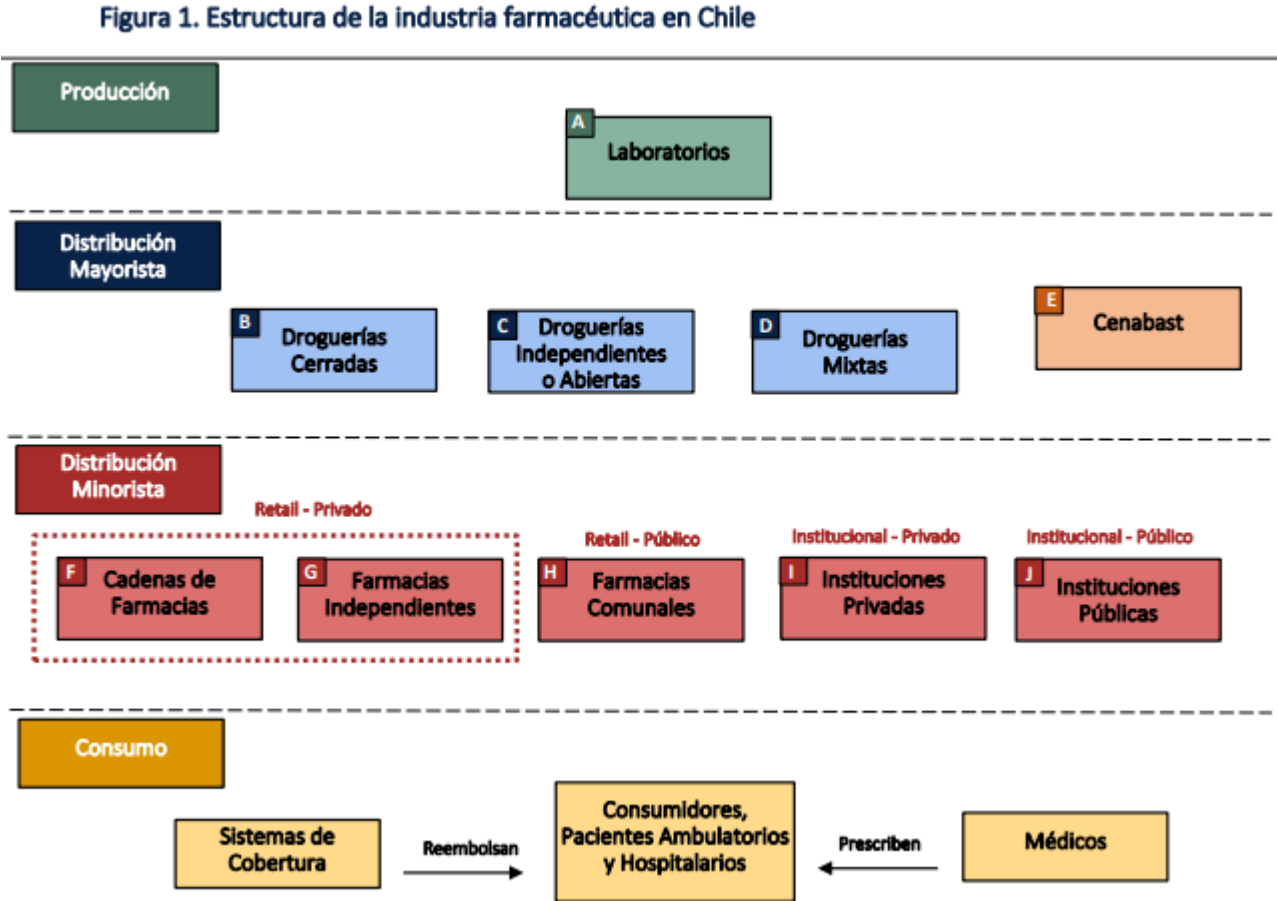 Figura 1. Estructura de la industria farmacéutica en Chile
Producción
A
Laboratorios
Distribución
Mayorista
B
Droguerías
Cerradas
C
Droguerías
Independientes
o Abiertas
D
Droguerías
Mixtas
E
Cenabast
Distribución
Minorista
Retail - Privado
F
Cadenas de
Farmacias
G
Farmacias
Independientes
Retail - Público
H
Farmacias
Comunales
Institucional - Privado
I
Instituciones
Privadas
Institucional - Público
J
Instituciones
Públicas
Consumo
Sistemas de
Cobertura
Reembolsan
Consumidores,
Pacientes Ambulatorios
y Hospitalarios
Prescriben
Médicos